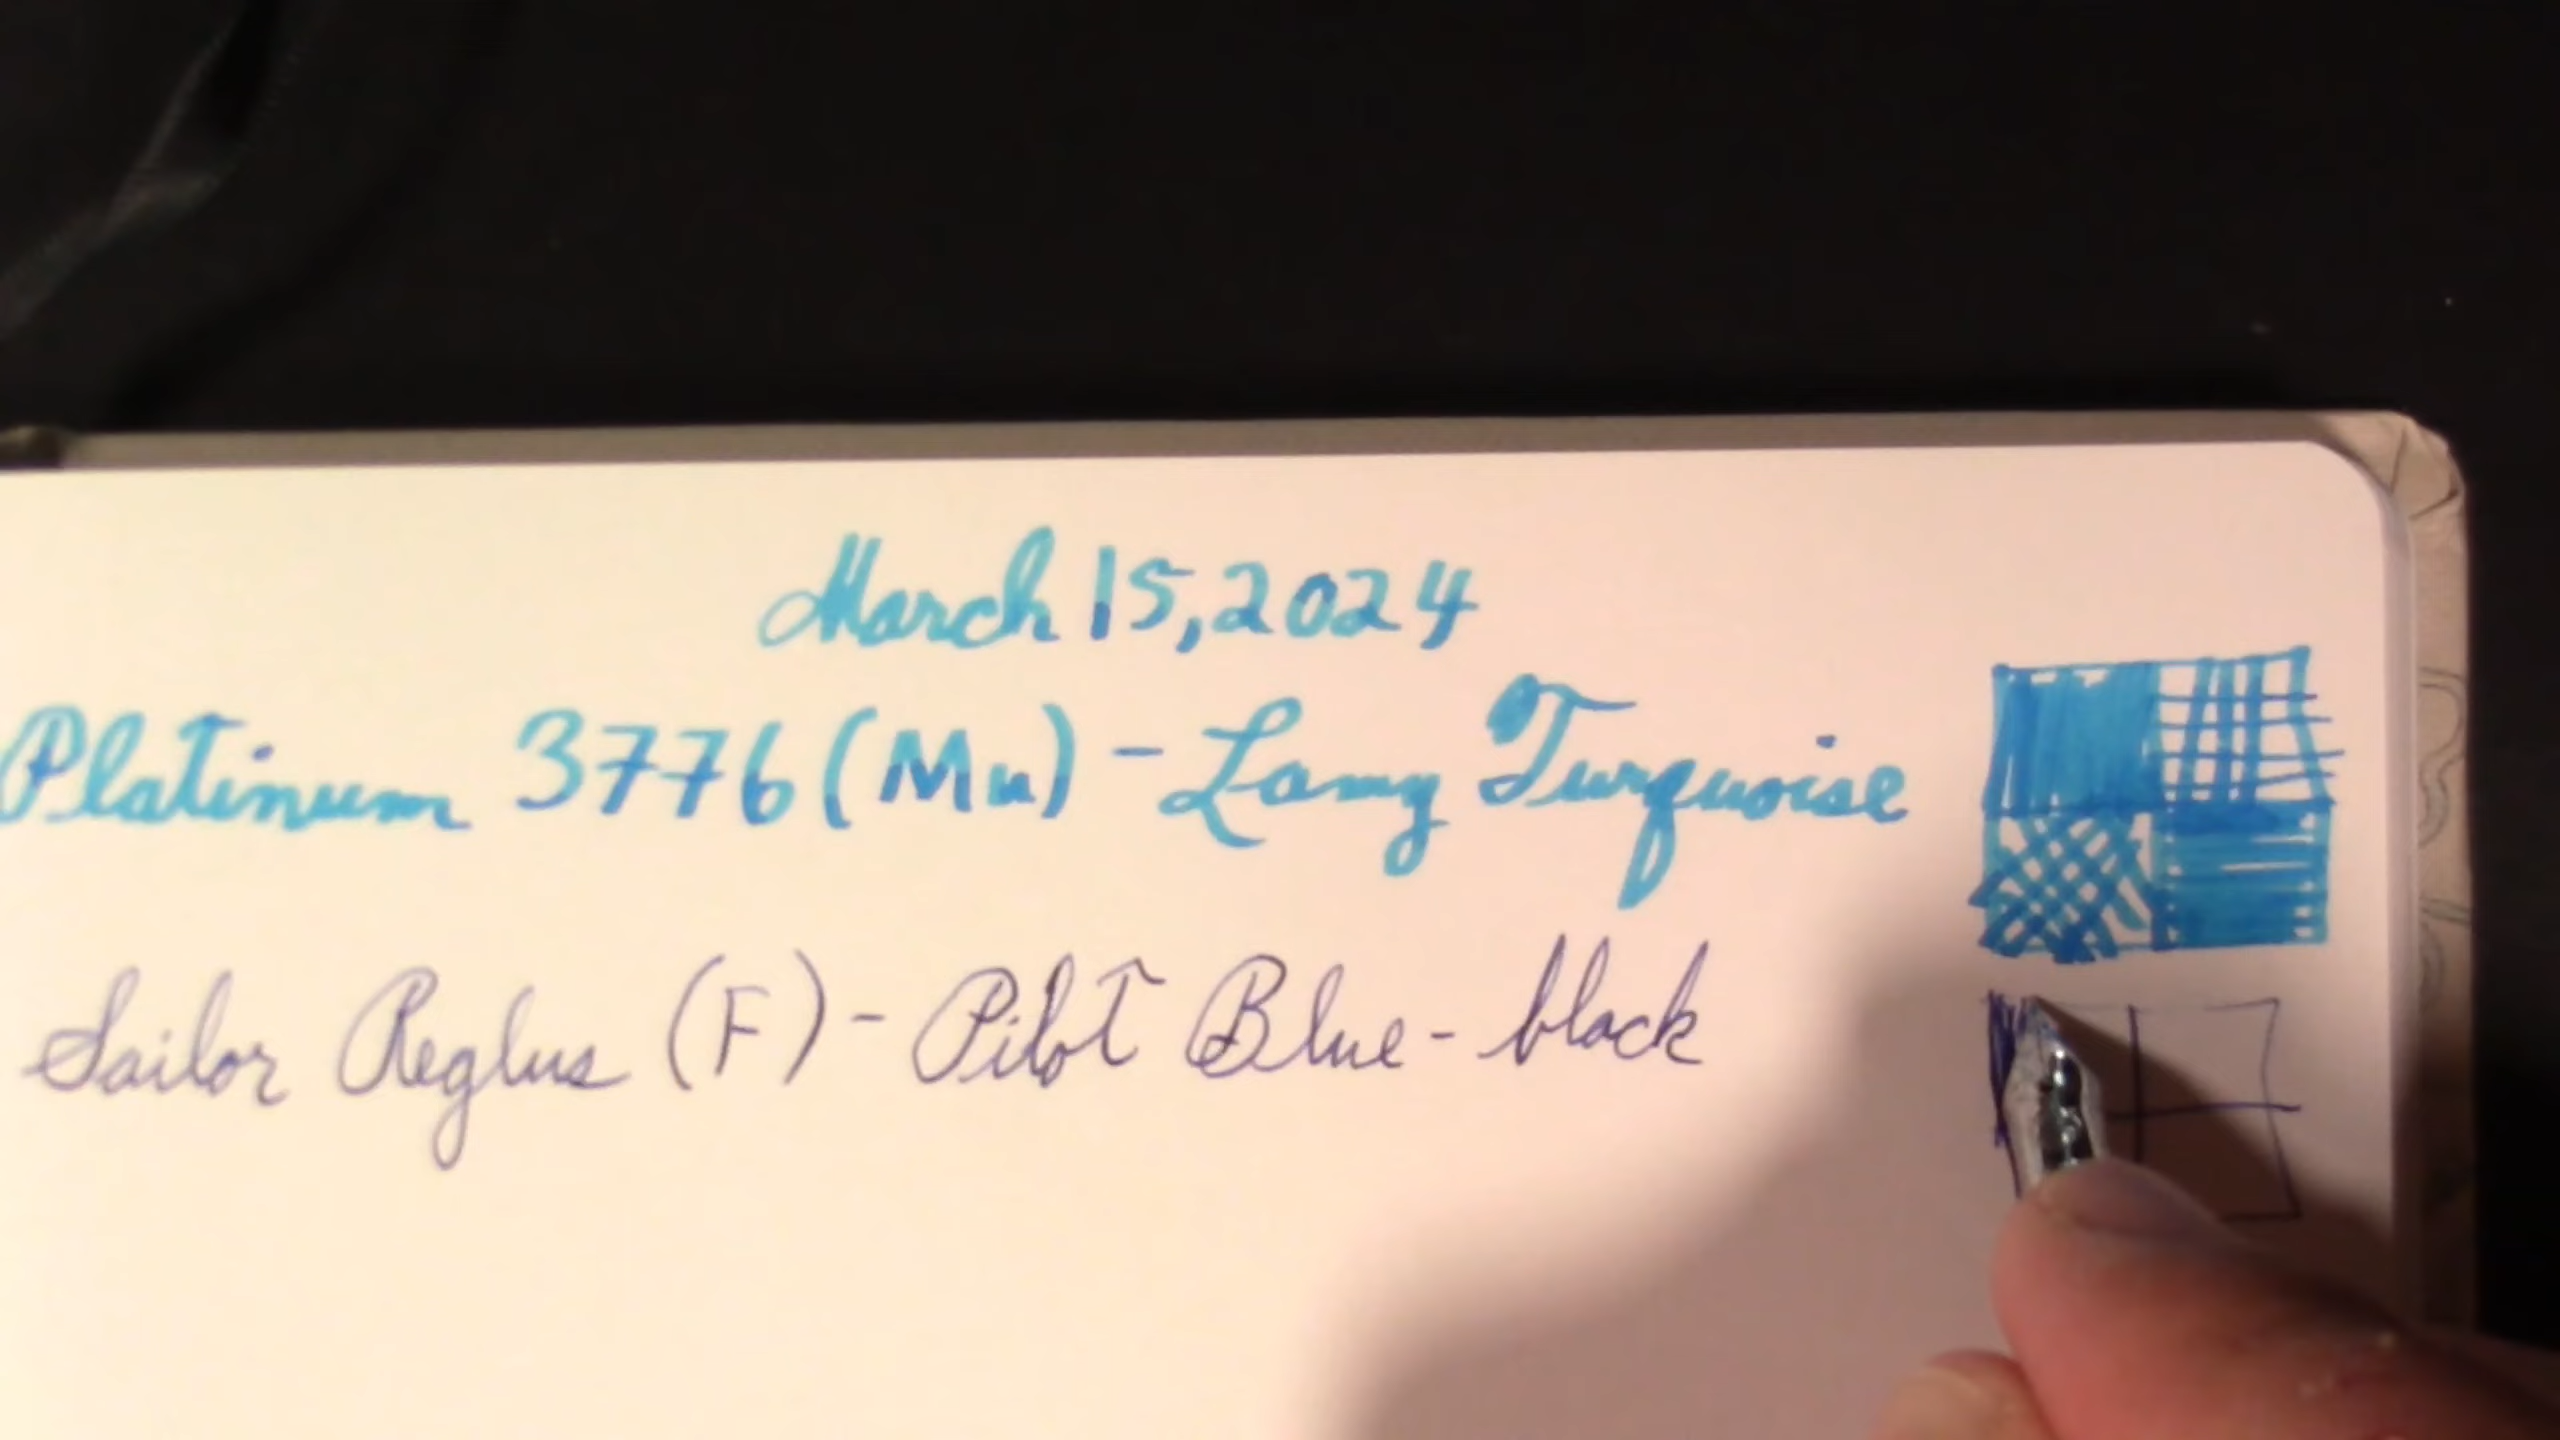 March 15, 2024
Platinum 3776 (Mu) - Lamy Turquoise
Sailor Reglus (F) - Pilot Blue-black